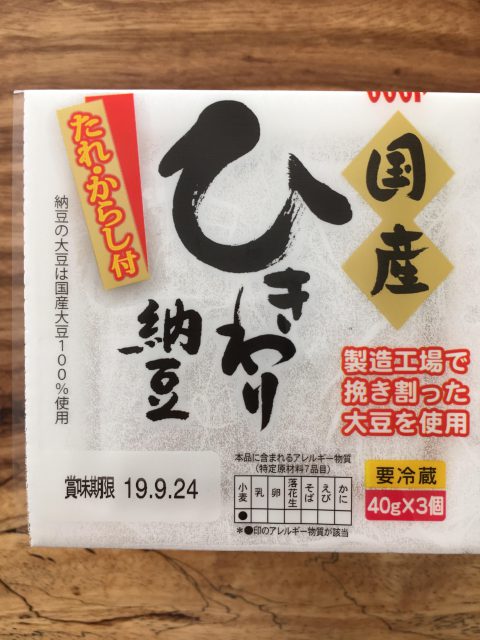 国産
たれ・からし付
ひきわり
納豆
納豆の大豆は国産大豆100%使用
製造工場で
挽き割った
大豆を使用
本品に含まれるアレルギー物質
(特定原材料7品目)
小麦 乳 卵 落花生 そば えび かに
●
*●印のアレルギー物質が該当
要冷蔵
40g×3個
賞味期限 19.9.24